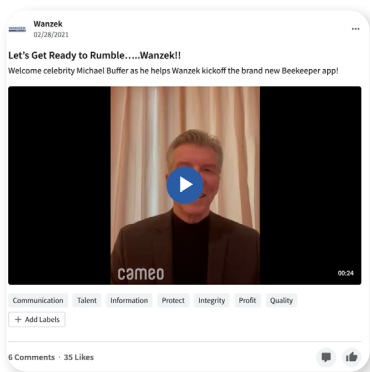 Wanzek
02/28/2021
Let's Get Ready to Rumble.....Wanzek!!
Welcome celebrity Michael Buffer as he helps Wanzek kickoff the brand new Beekeeper app!
cameo
00:24
Communication Talent Information Protect Integrity Profit Quality
+ Add Labels
6 Comments · 35 Likes